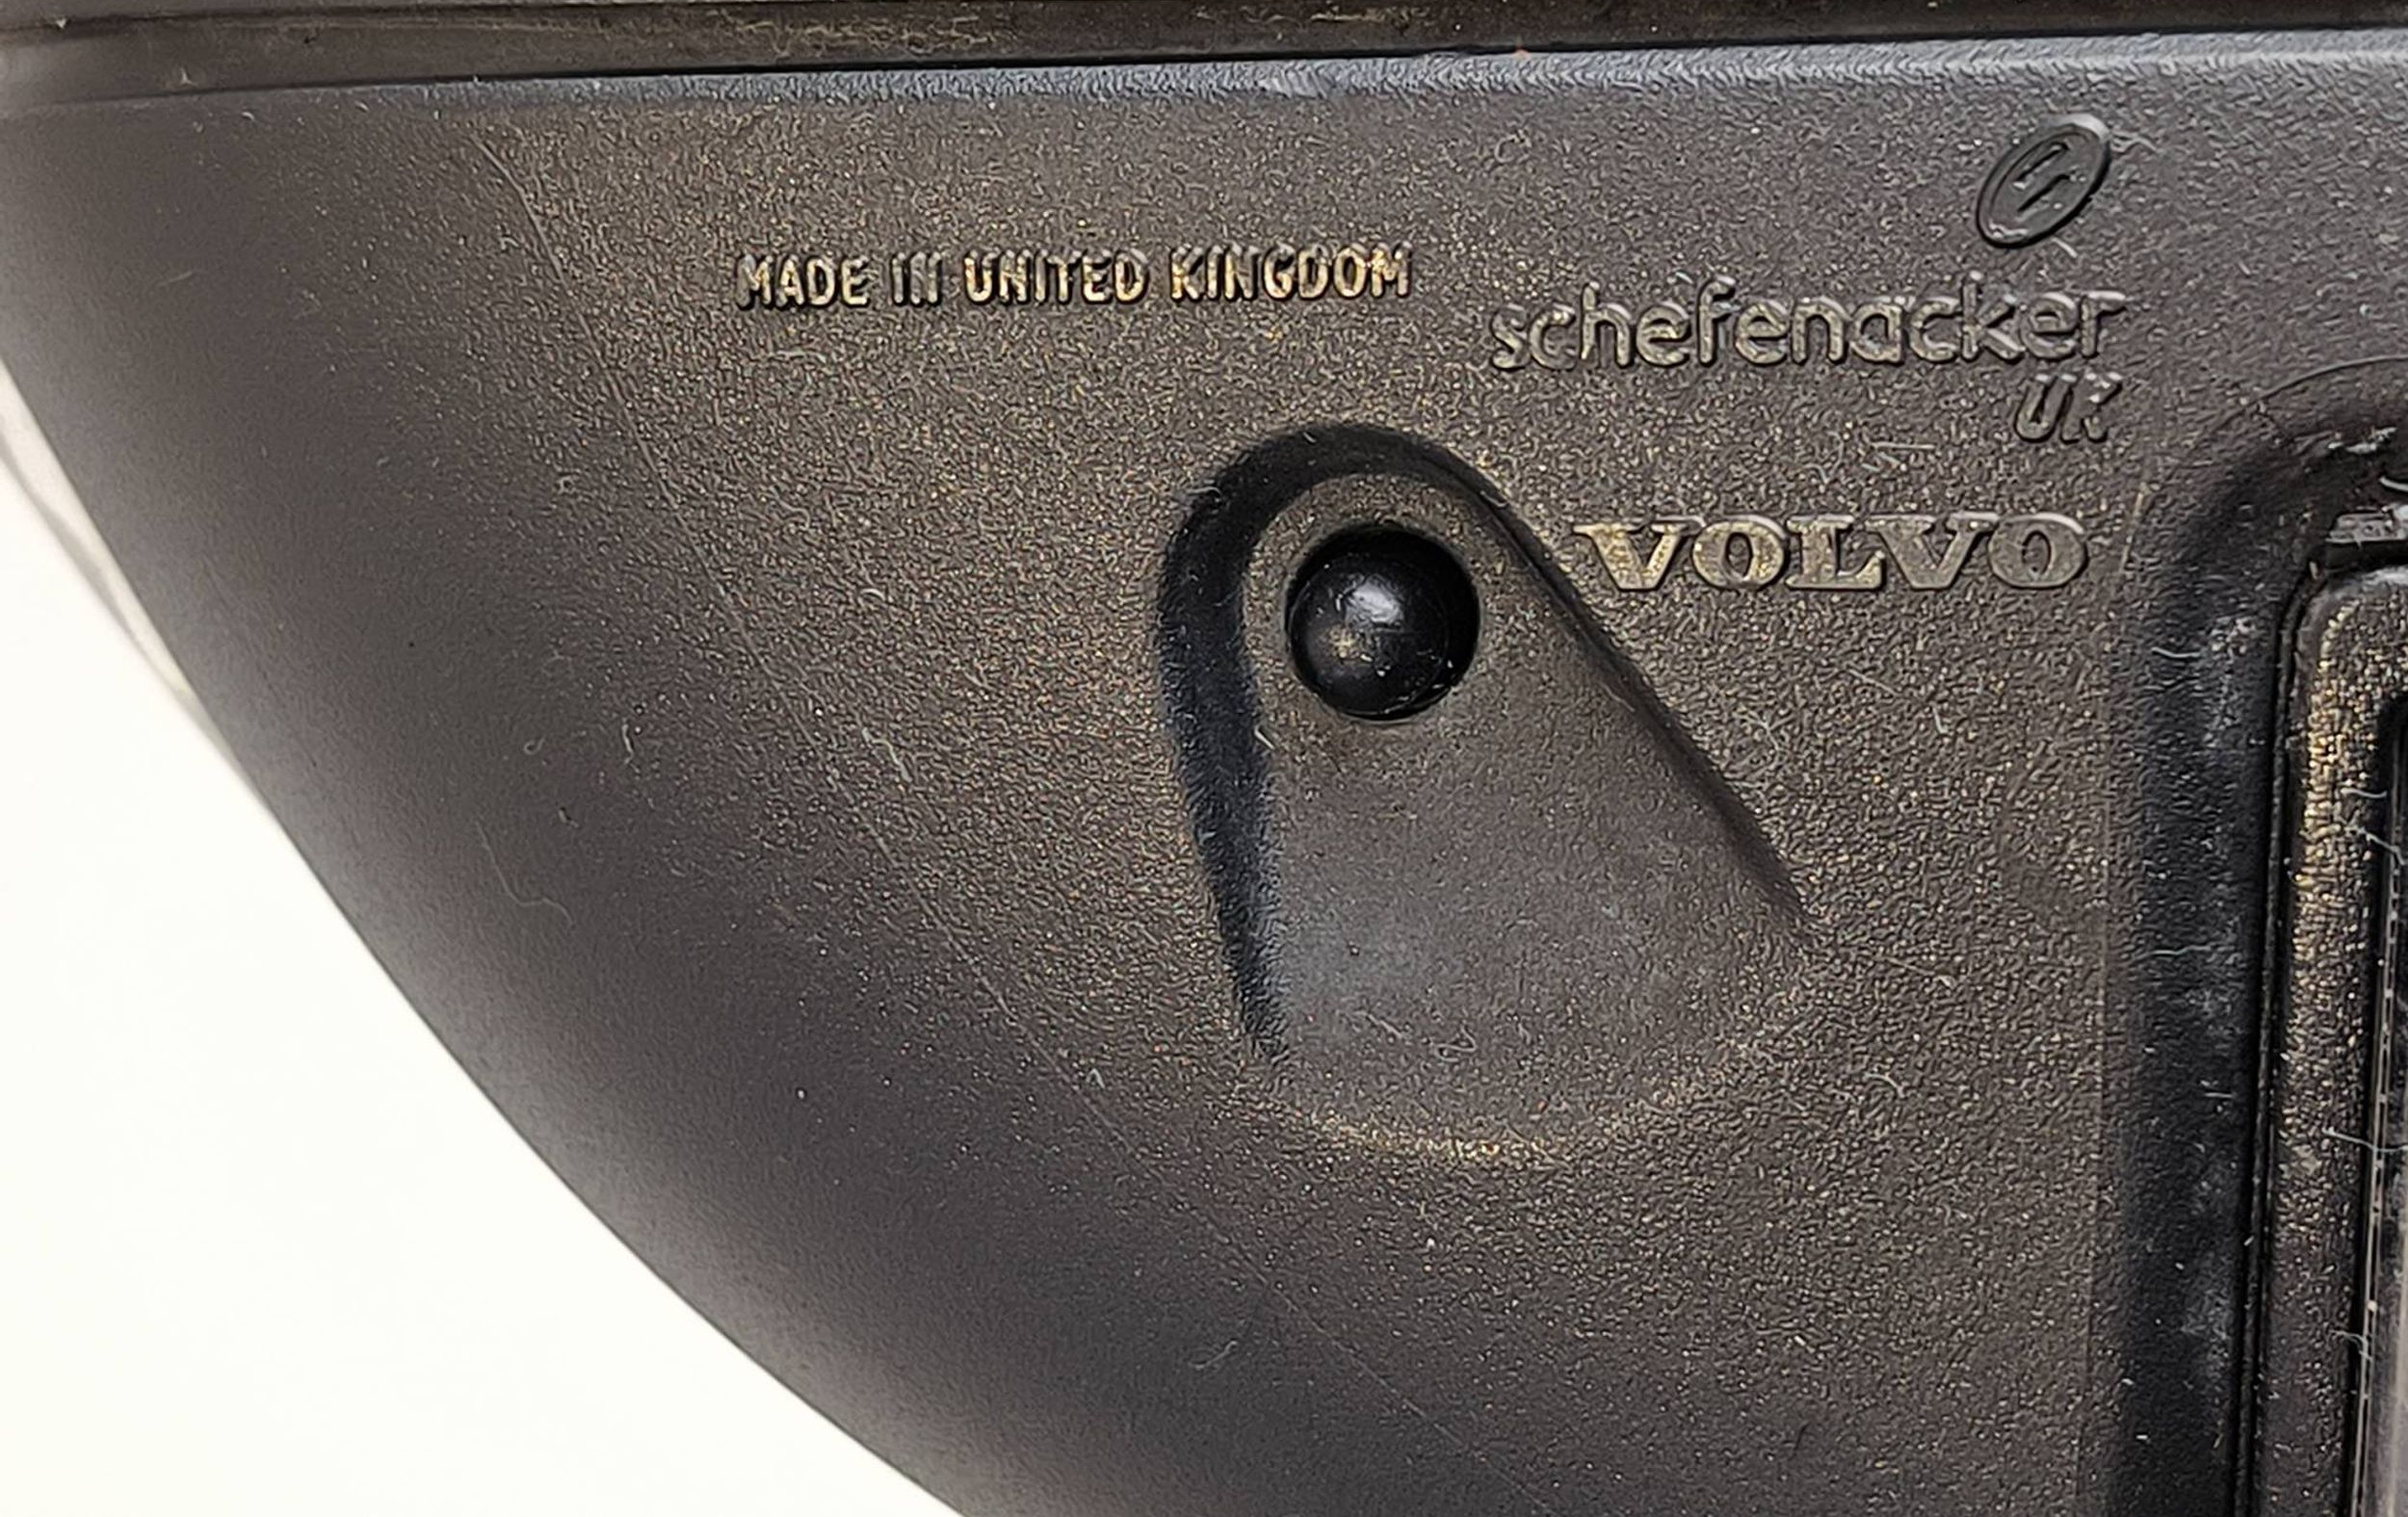 MADE IN UNITED KINGDOM
schefenacker
UK
VOLVO